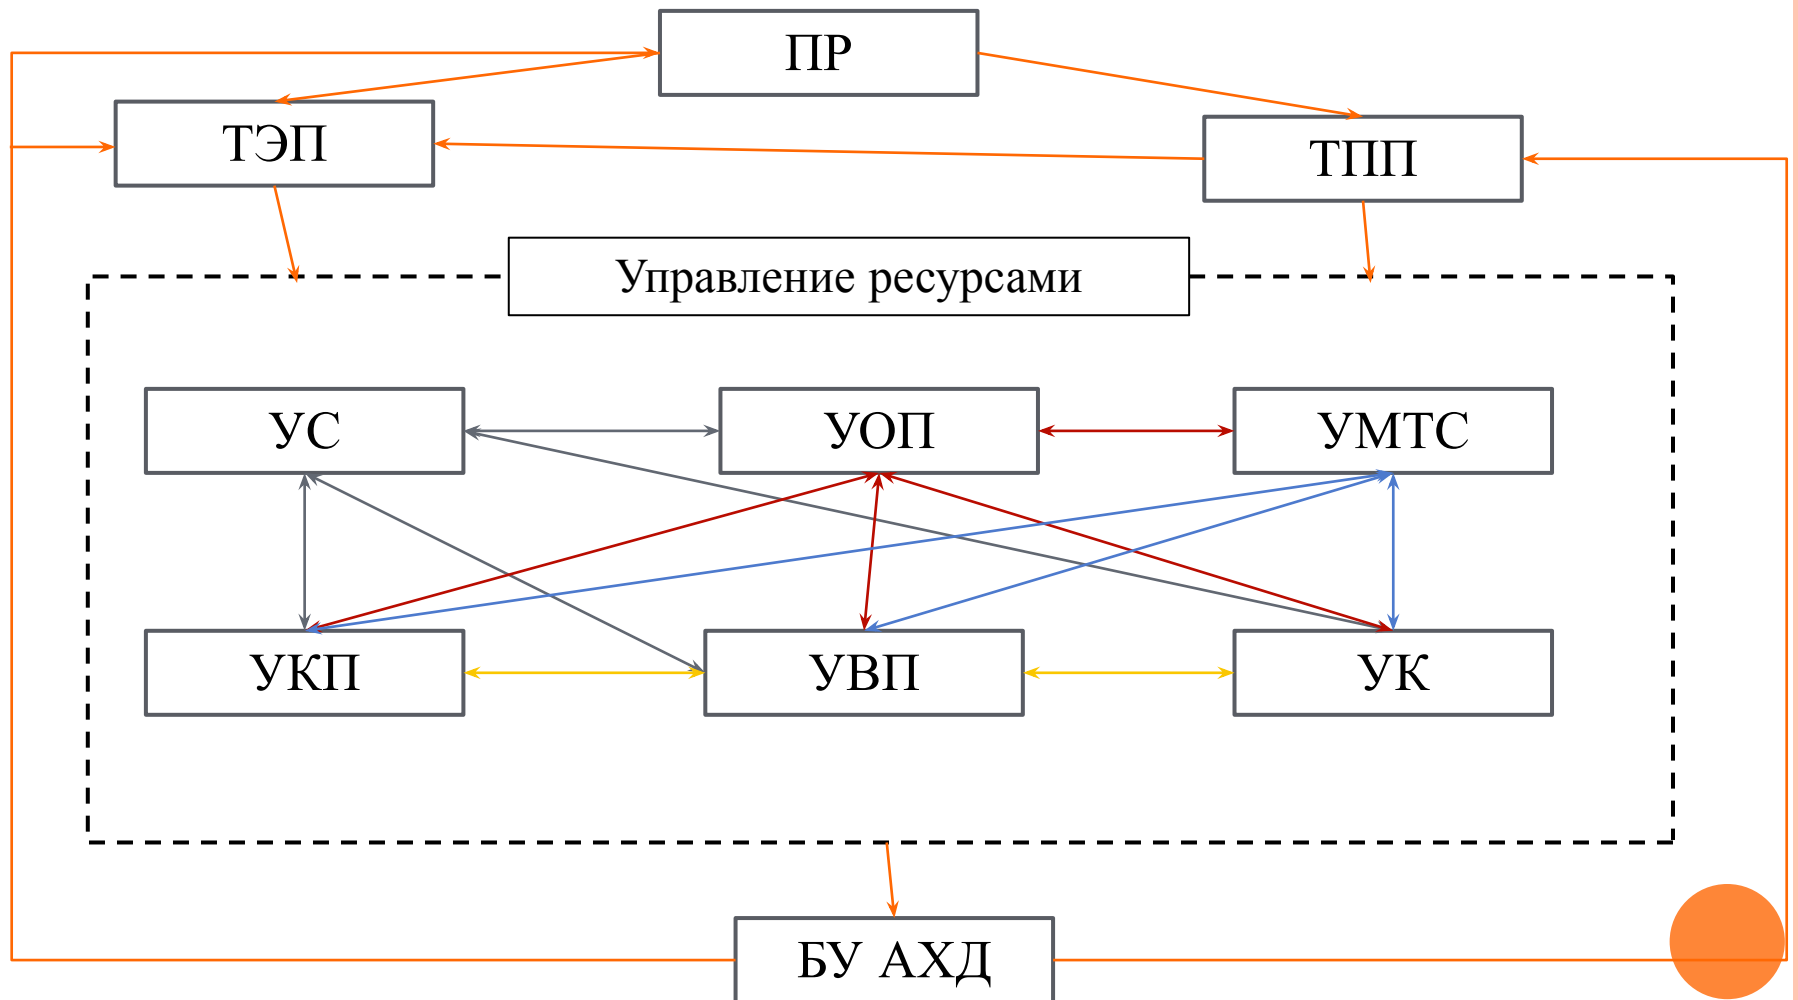 ПР
ТЭП
ТПП
Управление ресурсами
УС
УОП
УМТС
УКП
УВП
УК
БУ АХД